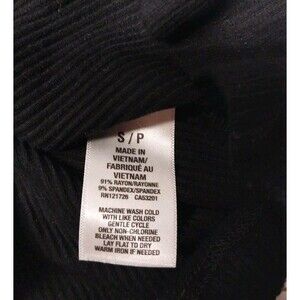 S / P
MADE IN
VIETNAM/
FABRIQUÉ AU
VIETNAM
91% RAYON/RAYONNE
9% SPANDEX/SPANDEX
RN121726 CA53201
MACHINE WASH COLD
WITH LIKE COLORS
GENTLE CYCLE
ONLY NON-CHLORINE
BLEACH WHEN NEEDED
LAY FLAT TO DRY
WARM IRON IF NEEDED